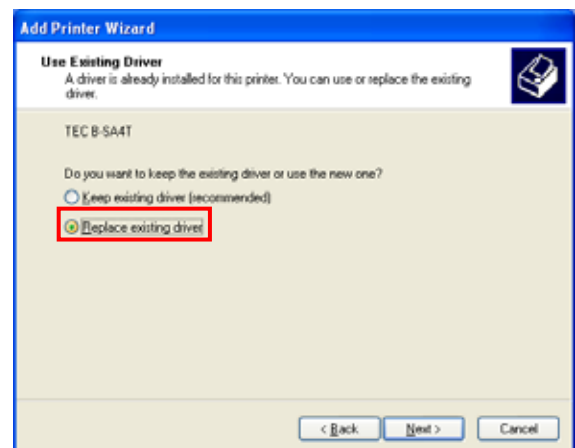 Add Printer Wizard
Use Existing Driver
A driver is already installed for this printer. You can use or replace the existing
driver.
TEC B-SA4T
Do you want to keep the existing driver or use the new one?
Keep existing driver (recommended)
Replace existing driver
< Back Next > Cancel